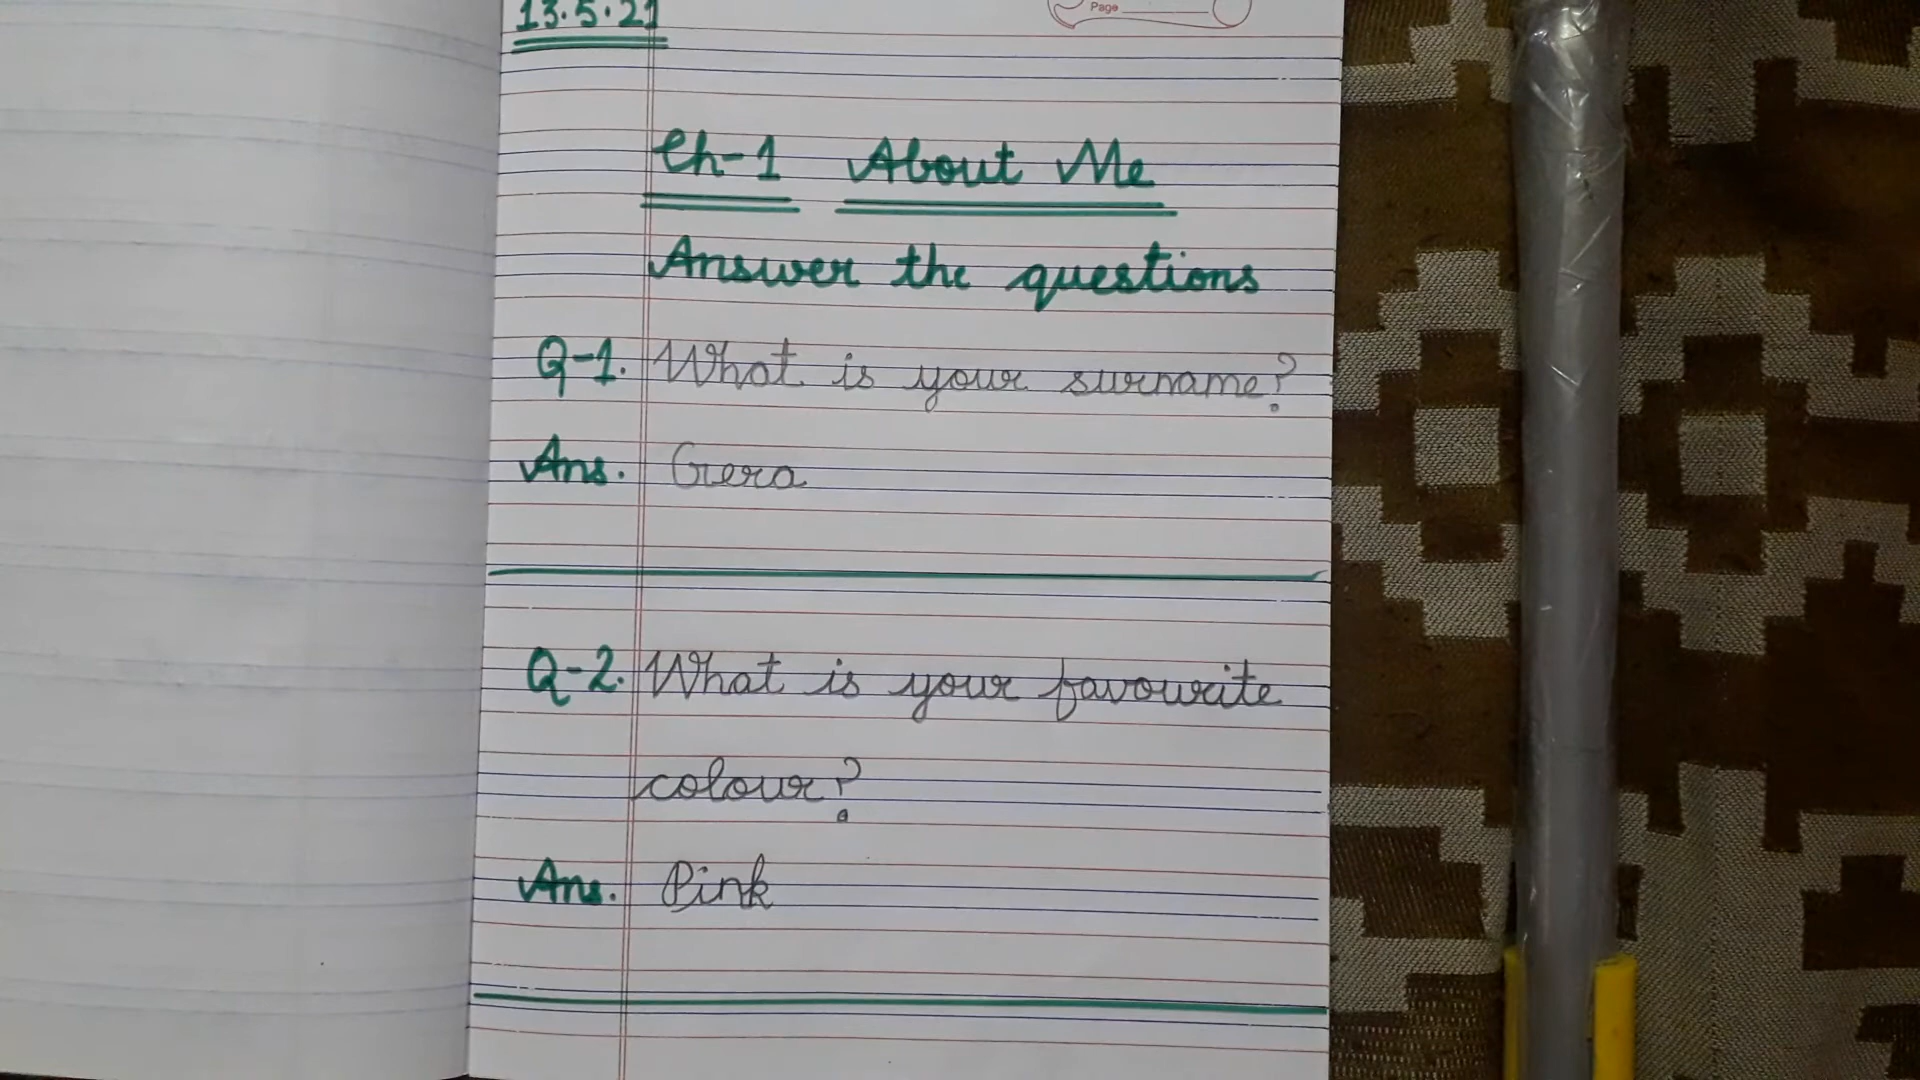 13.5.21
Page
Ch-1 About Me
Answer the questions
Q-1. What is your surname?
Ans. Gera
Q-2. What is your favourite
colour?
Ans. Pink